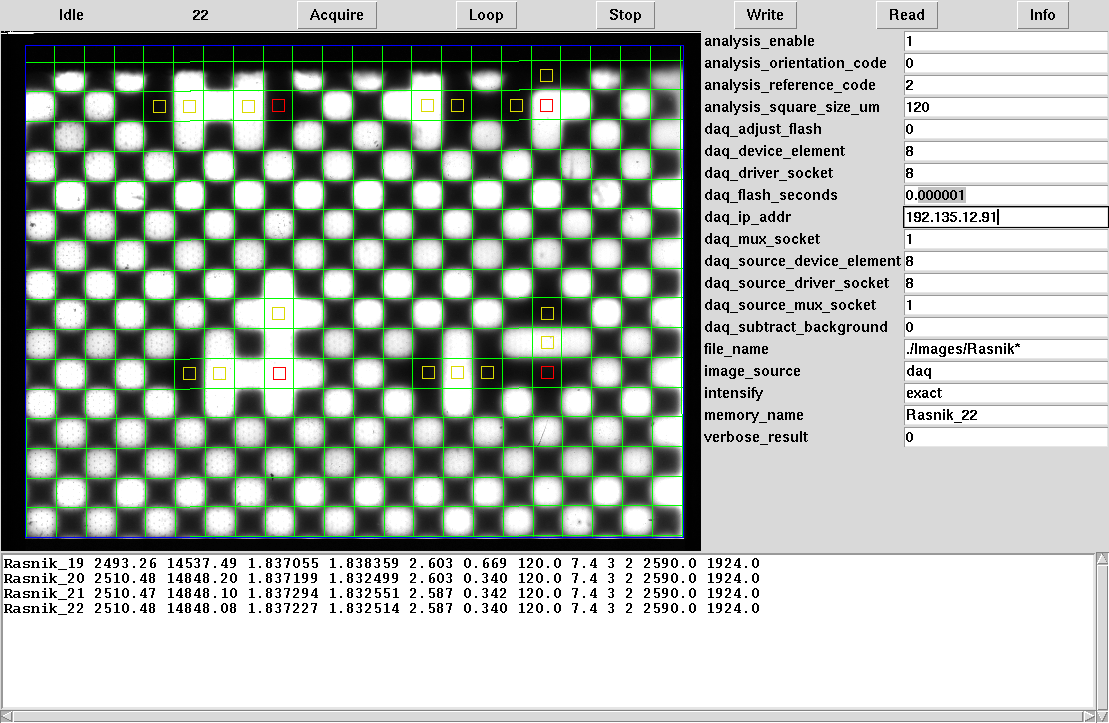 Idle 22 Acquire Loop Stop Write Read Info
analysis_enable 1
analysis_orientation_code 0
analysis_reference_code 2
analysis_square_size_um 120
daq_adjust_flash 0
daq_device_element 8
daq_driver_socket 8
daq_flash_seconds 0.000001
daq_ip_addr 192.135.12.91
daq_mux_socket 1
daq_source_device_element 8
daq_source_driver_socket 8
daq_source_mux_socket 1
daq_subtract_background 0
file_name ./Images/Rasnik*
image_source daq
intensify exact
memory_name Rasnik_22
verbose_result 0
Rasnik_19 2493.26 14537.49 1.837055 1.838359 2.603 0.669 120.0 7.4 3 2 2590.0 1924.0
Rasnik_20 2510.48 14848.20 1.837199 1.832499 2.603 0.340 120.0 7.4 3 2 2590.0 1924.0
Rasnik_21 2510.47 14848.10 1.837294 1.832551 2.587 0.342 120.0 7.4 3 2 2590.0 1924.0
Rasnik_22 2510.48 14848.08 1.837227 1.832514 2.587 0.340 120.0 7.4 3 2 2590.0 1924.0